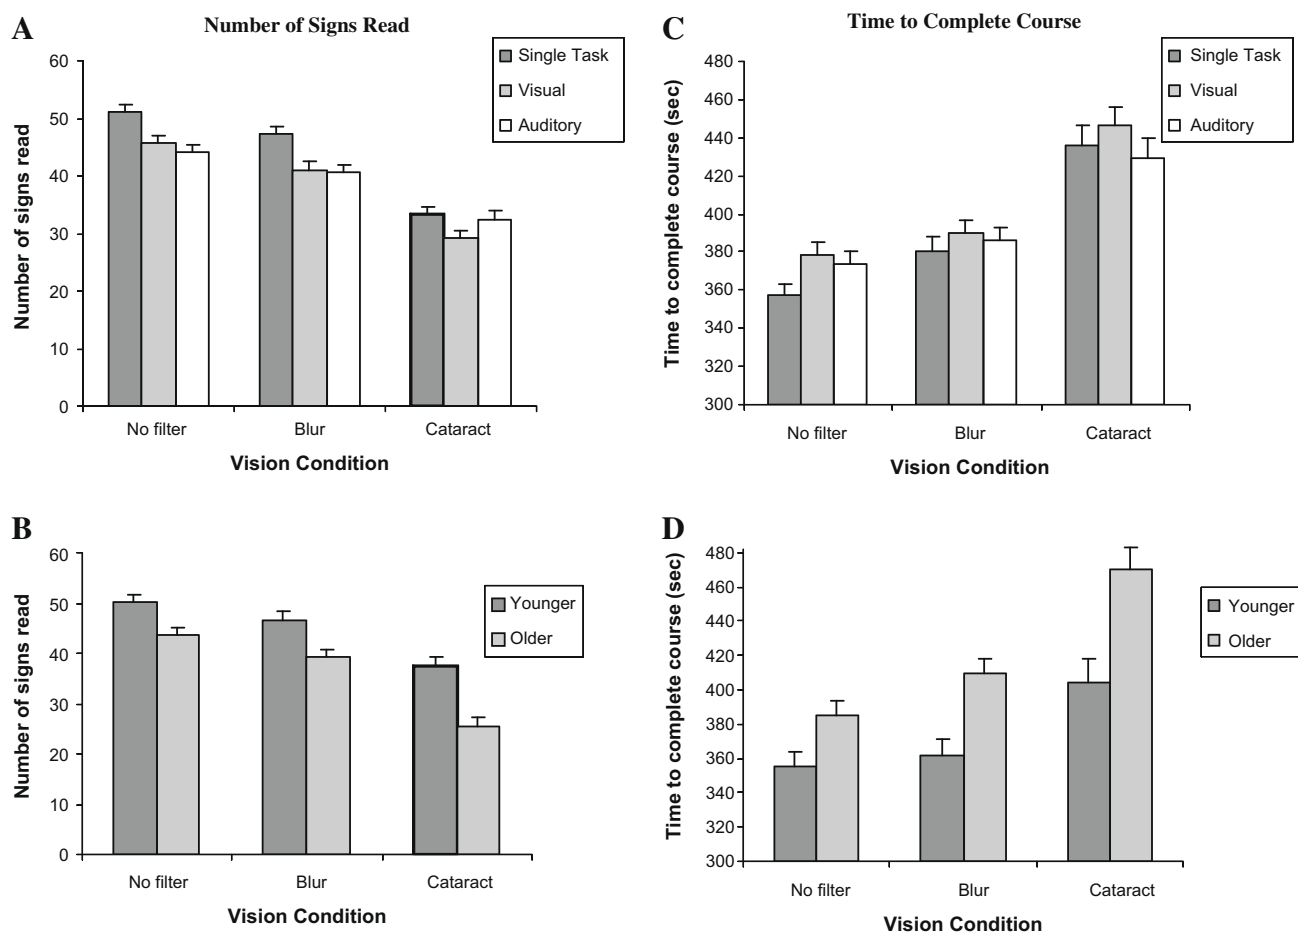 A
Number of Signs Read
60
50
40
30
20
10
0
Number of signs read
Single Task
Visual
Auditory
No filter
Blur
Cataract
Vision Condition
C
Time to Complete Course
480
460
440
420
400
380
360
340
320
300
Time to complete course (sec)
Single Task
Visual
Auditory
No filter
Blur
Cataract
Vision Condition
B
60
50
40
30
20
10
0
Number of signs read
Younger
Older
No filter
Blur
Cataract
Vision Condition
D
480
460
440
420
400
380
360
340
320
300
Time to complete course (sec)
Younger
Older
No filter
Blur
Cataract
Vision Condition